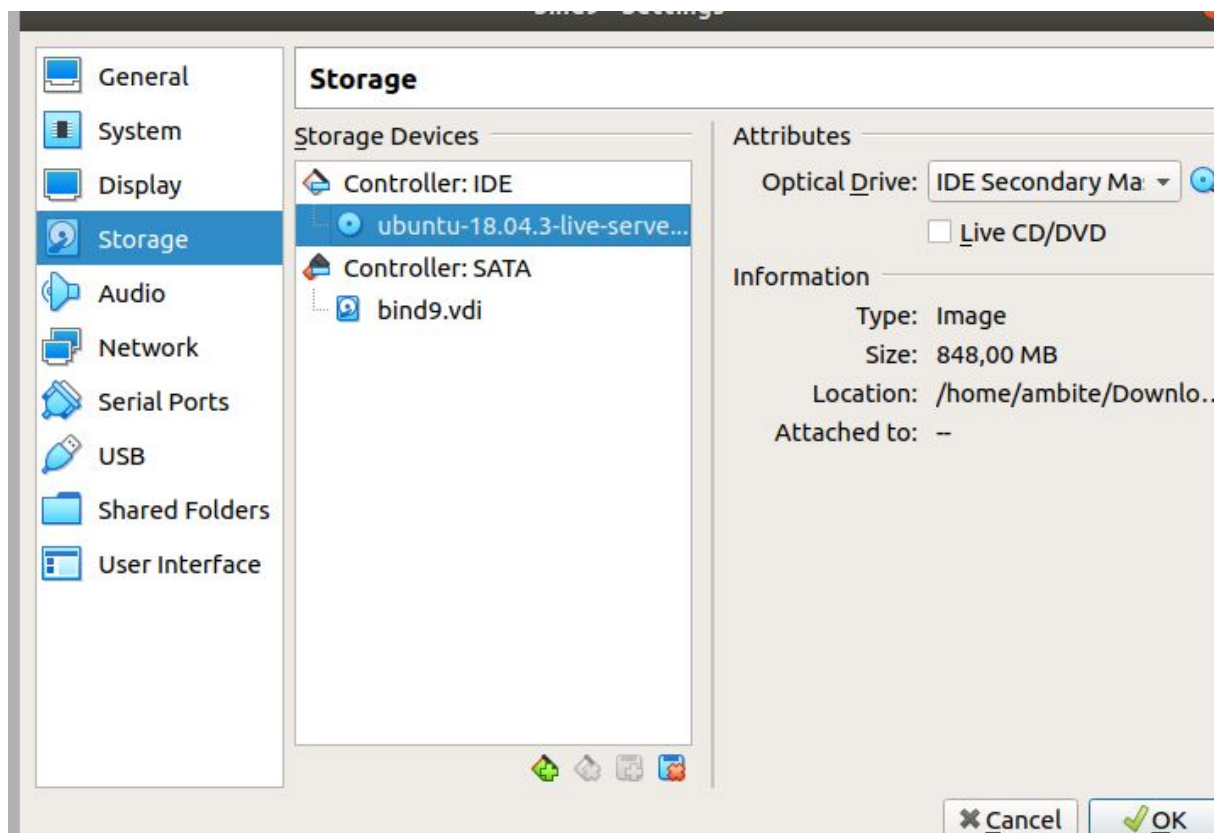 General
System
Display
Storage
Audio
Network
Serial Ports
USB
Shared Folders
User Interface
Storage
Storage Devices
Controller: IDE
ubuntu-18.04.3-live-serve...
Controller: SATA
bind9.vdi
Attributes
Optical Drive: IDE Secondary Ma
Live CD/DVD
Information
Type: Image
Size: 848,00 MB
Location: /home/ambite/Downlo..
Attached to: --
Cancel OK